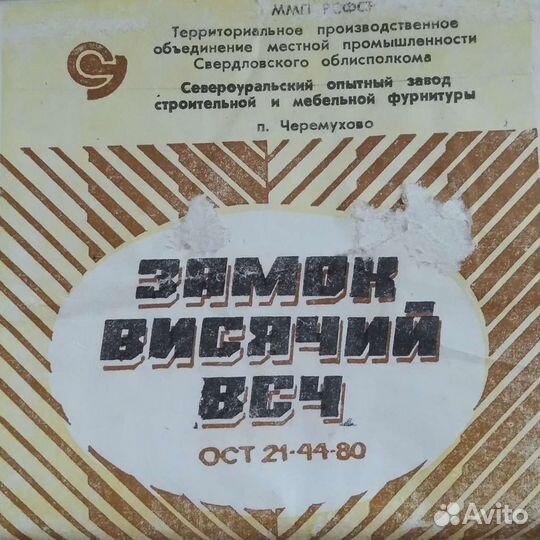 ММП РСФСР
Территориальное производственное
объединение местной промышленности
Свердловского облисполкома
Североуральский опытный завод
строительной и мебельной фурнитуры
п. Черемухово
ЗАМОК
ВИСЯЧИЙ
ВСЧ
ОСТ 21-44-80
Avito